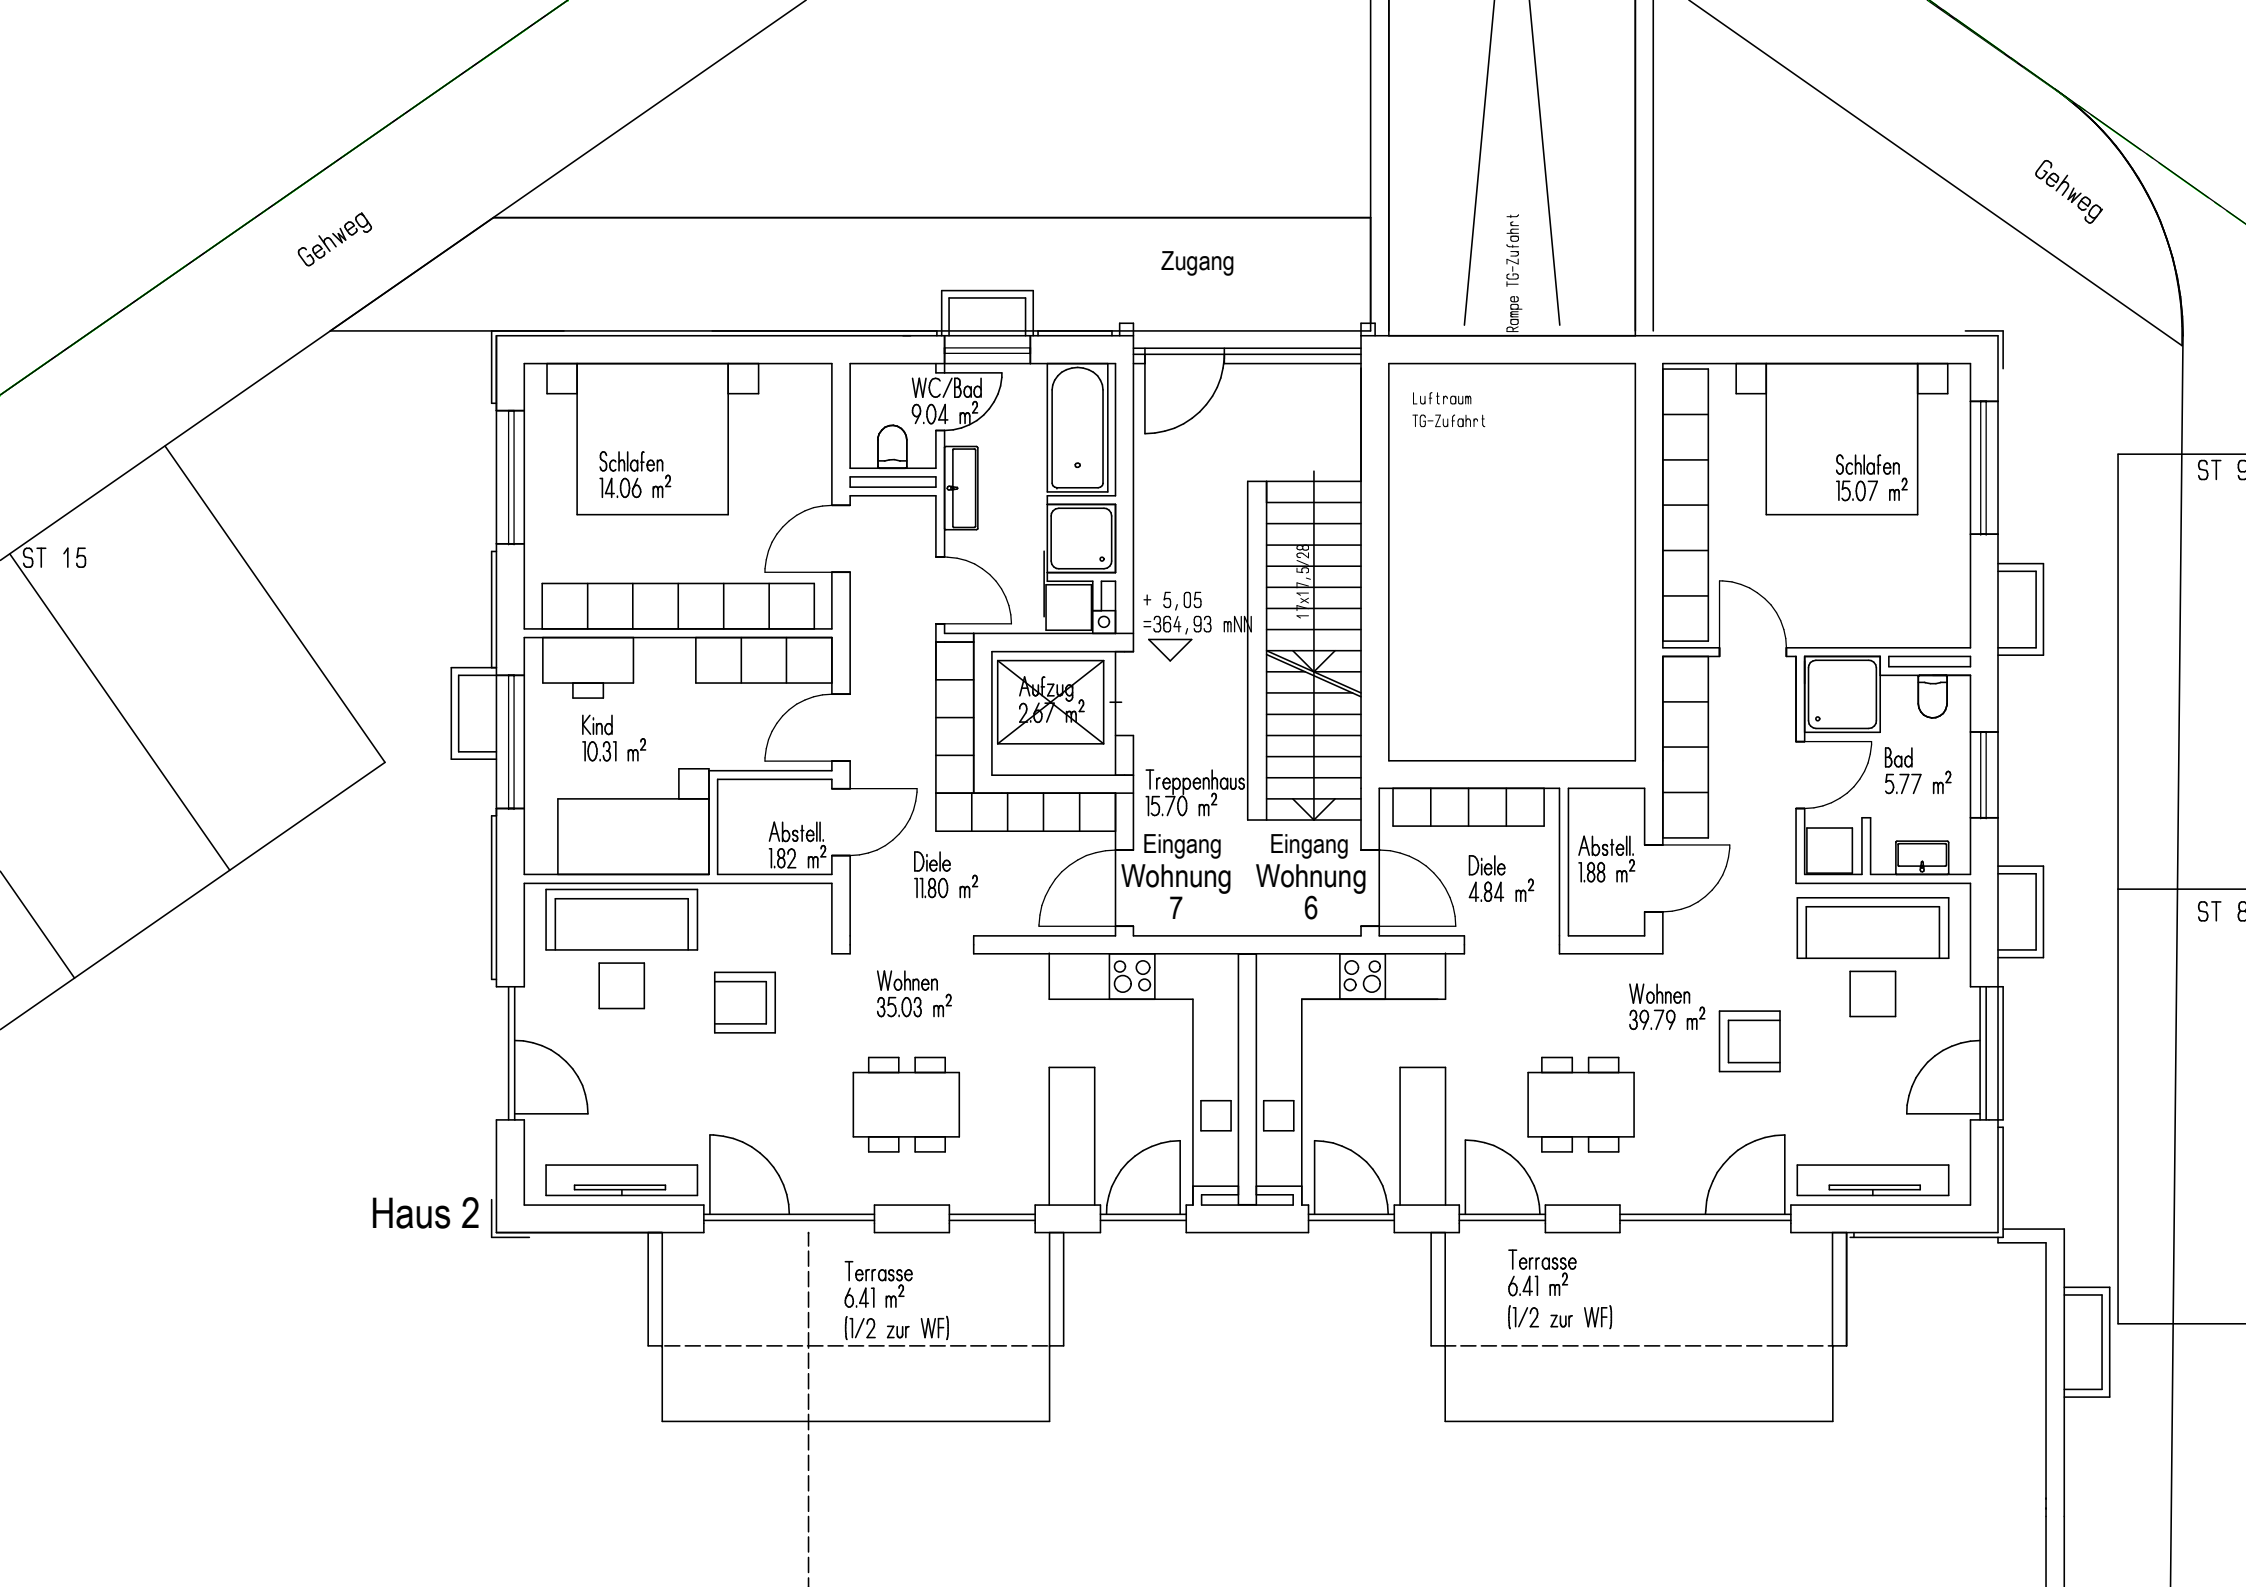 Gehweg
Gehweg
Zugang
Rampe TG-Zufahrt
WC/Bad
9.04 m²
Luftraum
TG-Zufahrt
Schlafen
14.06 m²
Schlafen
15.07 m²
ST 9
ST 15
17x17,5/28
+ 5,05
=364,93 mNN
Aufzug
2.67 m²
Kind
10.31 m²
Bad
5.77 m²
Treppenhaus
15.70 m²
Abstell.
1.82 m²
Diele
11.80 m²
Eingang
Wohnung
7
Eingang
Wohnung
6
Diele
4.84 m²
Abstell.
1.88 m²
ST 8
Wohnen
35.03 m²
Wohnen
39.79 m²
Haus 2
Terrasse
6.41 m²
(1/2 zur WF)
Terrasse
6.41 m²
(1/2 zur WF)